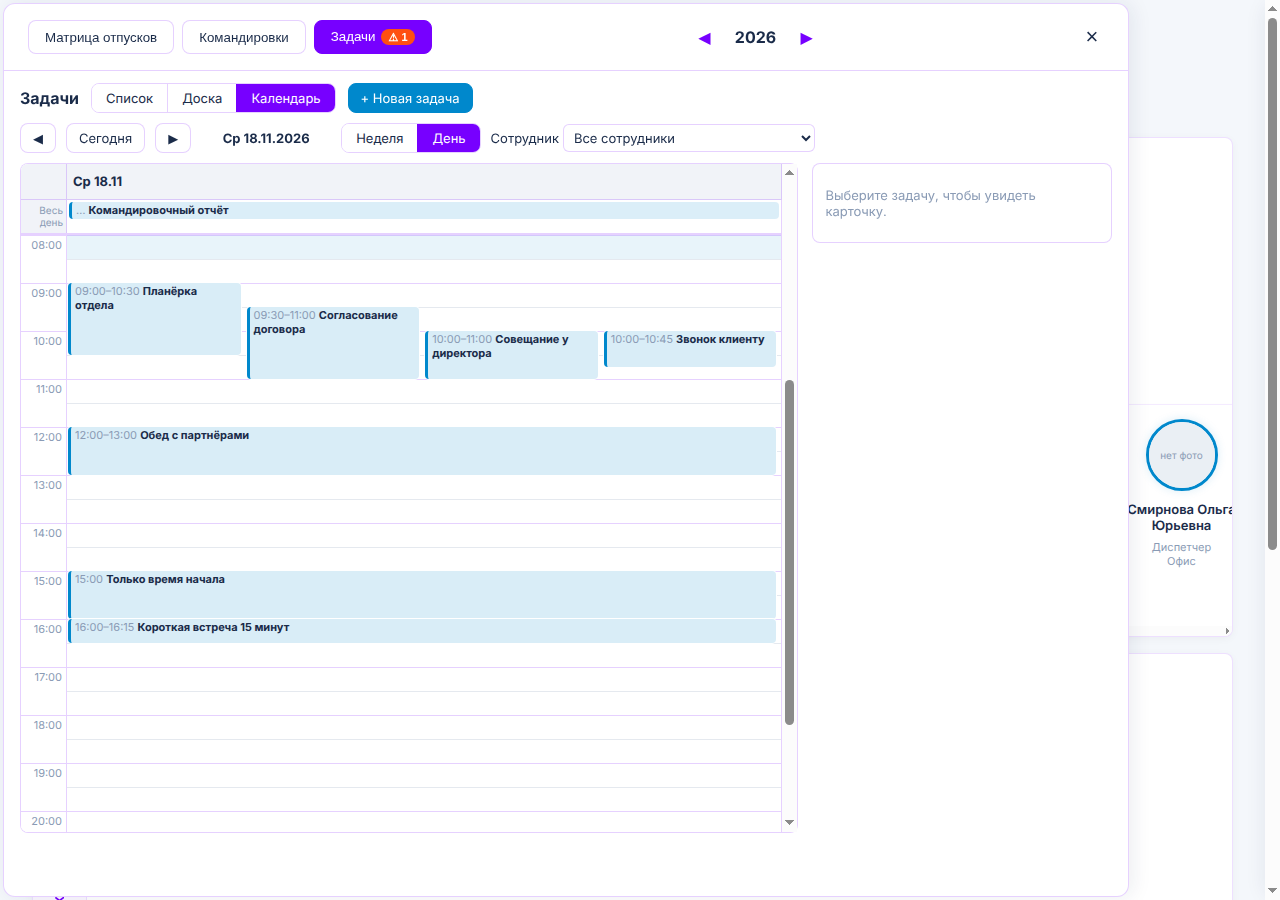 Матрица отпусков
Командировки
Задачи ⚠ 1
◀ 2026 ▶
×
Задачи
Список
Доска
Календарь
+ Новая задача
◀
Сегодня
▶
Ср 18.11.2026
Неделя
День
Сотрудник
Все сотрудники
Ср 18.11
Весь
день
... Командировочный отчёт
08:00
09:00
10:00
11:00
12:00
13:00
14:00
15:00
16:00
17:00
18:00
19:00
20:00
09:00–10:30 Планёрка
отдела
09:30–11:00 Согласование
договора
10:00–11:00 Совещание у
директора
10:00–10:45 Звонок клиенту
12:00–13:00 Обед с партнёрами
15:00 Только время начала
16:00–16:15 Короткая встреча 15 минут
Выберите задачу, чтобы увидеть
карточку.
нет фото
Смирнова Ольга
Юрьевна
Диспетчер
Офис